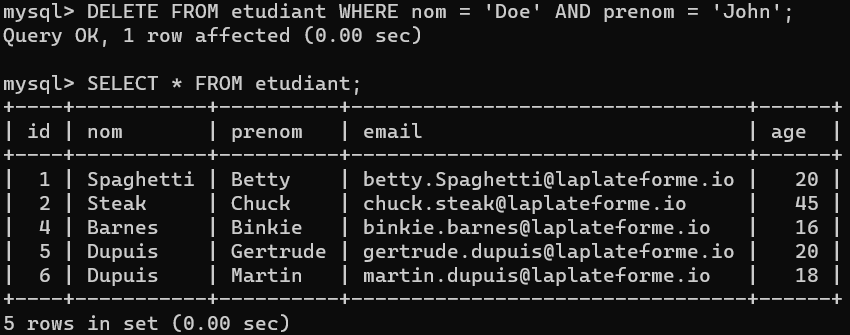 mysql> DELETE FROM etudiant WHERE nom = 'Doe' AND prenom = 'John';
Query OK, 1 row affected (0.00 sec)

mysql> SELECT * FROM etudiant;
+----+-----------+----------+---------------------------------+------+
| id | nom       | prenom   | email                           | age  |
+----+-----------+----------+---------------------------------+------+
|  1 | Spaghetti | Betty    | betty.Spaghetti@laplateforme.io |   20 |
|  2 | Steak     | Chuck    | chuck.steak@laplateforme.io     |   45 |
|  4 | Barnes    | Binkie   | binkie.barnes@laplateforme.io   |   16 |
|  5 | Dupuis    | Gertrude | gertrude.dupuis@laplateforme.io |   20 |
|  6 | Dupuis    | Martin   | martin.dupuis@laplateforme.io   |   18 |
+----+-----------+----------+---------------------------------+------+
5 rows in set (0.00 sec)